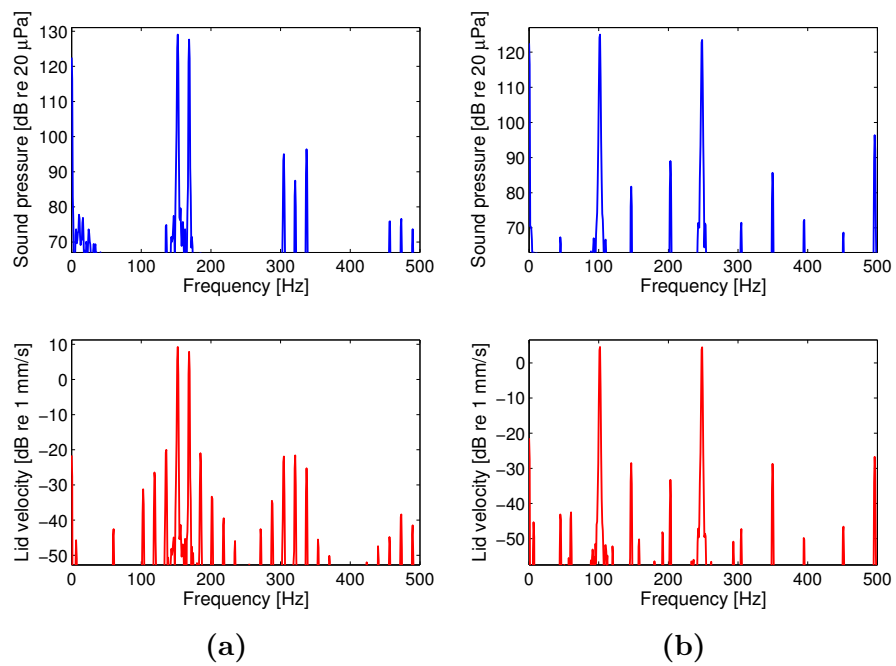 130
120
110
100
90
80
70
Sound pressure [dB re 20 μPa]
0 100 200 300 400 500
Frequency [Hz]
120
110
100
90
80
70
Sound pressure [dB re 20 μPa]
0 100 200 300 400 500
Frequency [Hz]
10
0
−10
−20
−30
−40
−50
Lid velocity [dB re 1 mm/s]
0 100 200 300 400 500
Frequency [Hz]
(a)
0
−10
−20
−30
−40
−50
Lid velocity [dB re 1 mm/s]
0 100 200 300 400 500
Frequency [Hz]
(b)